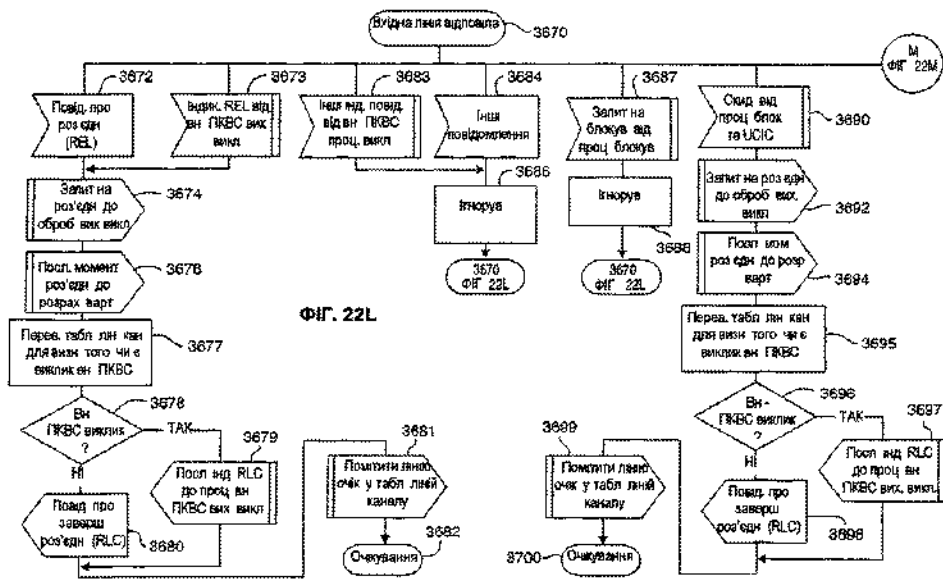 Вхідна лінія відповіла
3670
М
ФІГ. 22М
3672
Повід. про
роз'єдн
(REL)
3673
Індик. REL від
вн ПКВС вих
викл
3683
Інша інд. повід.
від вн ПКВС
проц. викл
3684
Інші
повідомлення
3687
Запит на
блокув від
проц блокув
3690
Скид від
проц блок
та UCIC
3674
Запит на
роз'єдн до
оброб вих викл
3686
Ігнорув
3688
Ігнорув
3692
Запит на роз'єдн
до оброб вих.
викл
3670
ФІГ 22L
3670
ФІГ 22L
3676
Посл. момент
роз'єдн до
розрах варт
3694
Посл мом
роз'єдн до розр
варт
ФІГ. 22L
3677
Перев. табл лін кан
для визн того чи є
виклик вн ПКВС
3695
Перев. табл лін кан
для визн того чи є
виклик вн ПКВС
3678
Вн
ПКВС виклик
?
ТАК
НІ
3679
Посл інд RLC
до проц вн
ПКВС вих викл
3680
Повід про
заверш
роз'єдн (RLC)
3681
Помітити лінію
очік у табл ліній
каналу
3682
Очікування
3696
Вн -
ПКВС виклик
?
ТАК
НІ
3697
Посл інд RLC
до проц вн
ПКВС вих. викл
3698
Повід про
заверш
роз'єдн (RLC)
3699
Помітити лінію
очік у табл ліній
каналу
3700
Очікування